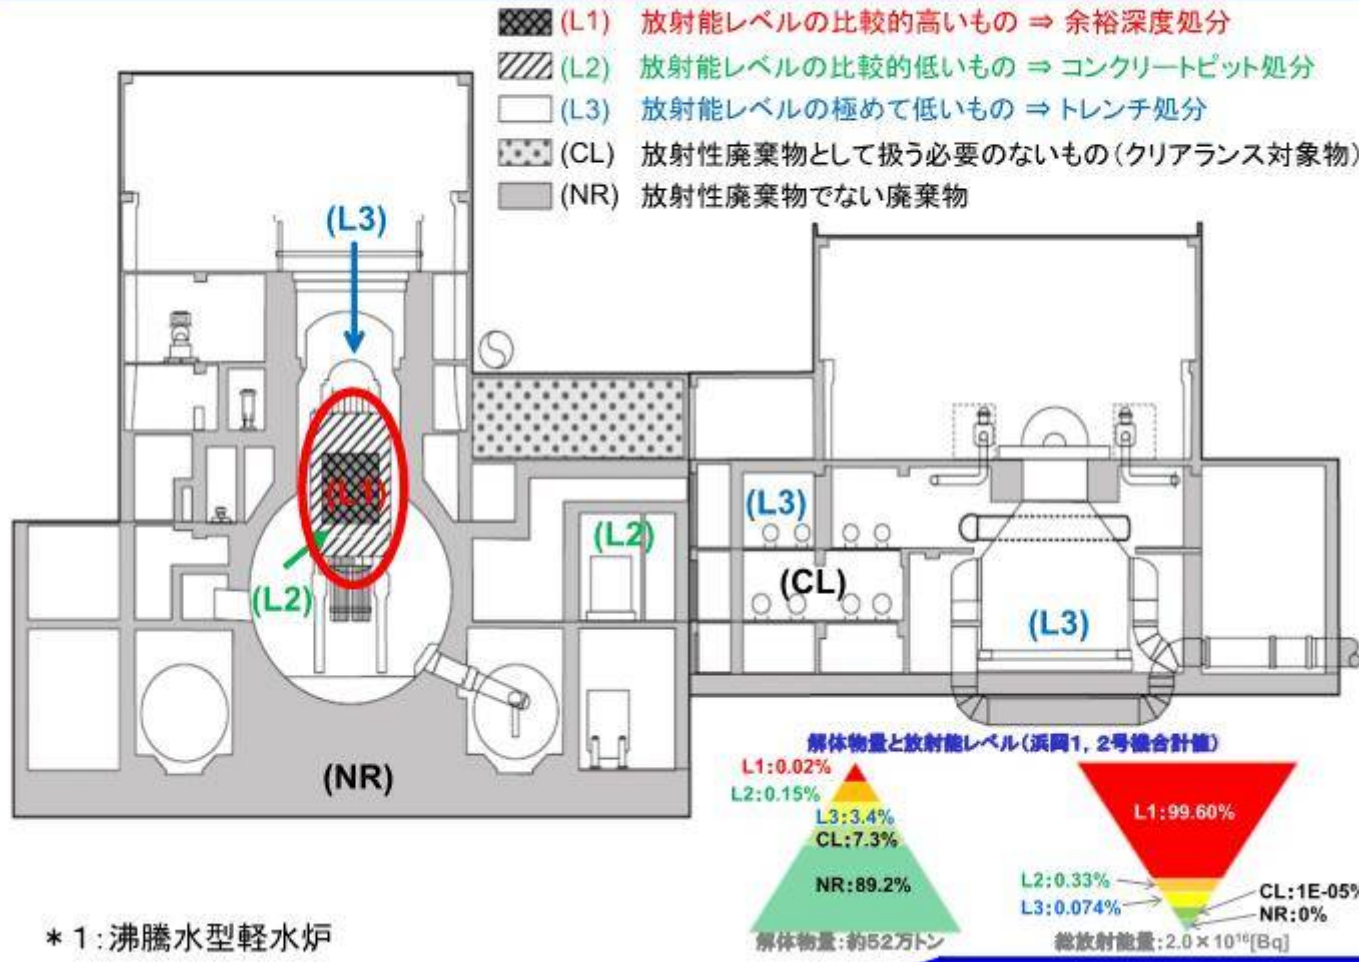 (L1) 放射能レベルの比較的高いもの ⇒ 余裕深度処分
(L2) 放射能レベルの比較的低いもの ⇒ コンクリートピット処分
(L3) 放射能レベルの極めて低いもの ⇒ トレンチ処分
(CL) 放射性廃棄物として扱う必要のないもの(クリアランス対象物)
(NR) 放射性廃棄物でない廃棄物
(L3)
(L1)
(L2)
(L2)
(L3)
(CL)
(L3)
(NR)
解体物量と放射能レベル(浜岡1, 2号機合計値)
L1:0.02%
L2:0.15%
L3:3.4%
CL:7.3%
NR:89.2%
解体物量:約52万トン
L1:99.60%
L2:0.33%
L3:0.074%
CL:1E-05%
NR:0%
総放射能量:2.0×10¹⁶[Bq]
*1:沸騰水型軽水炉